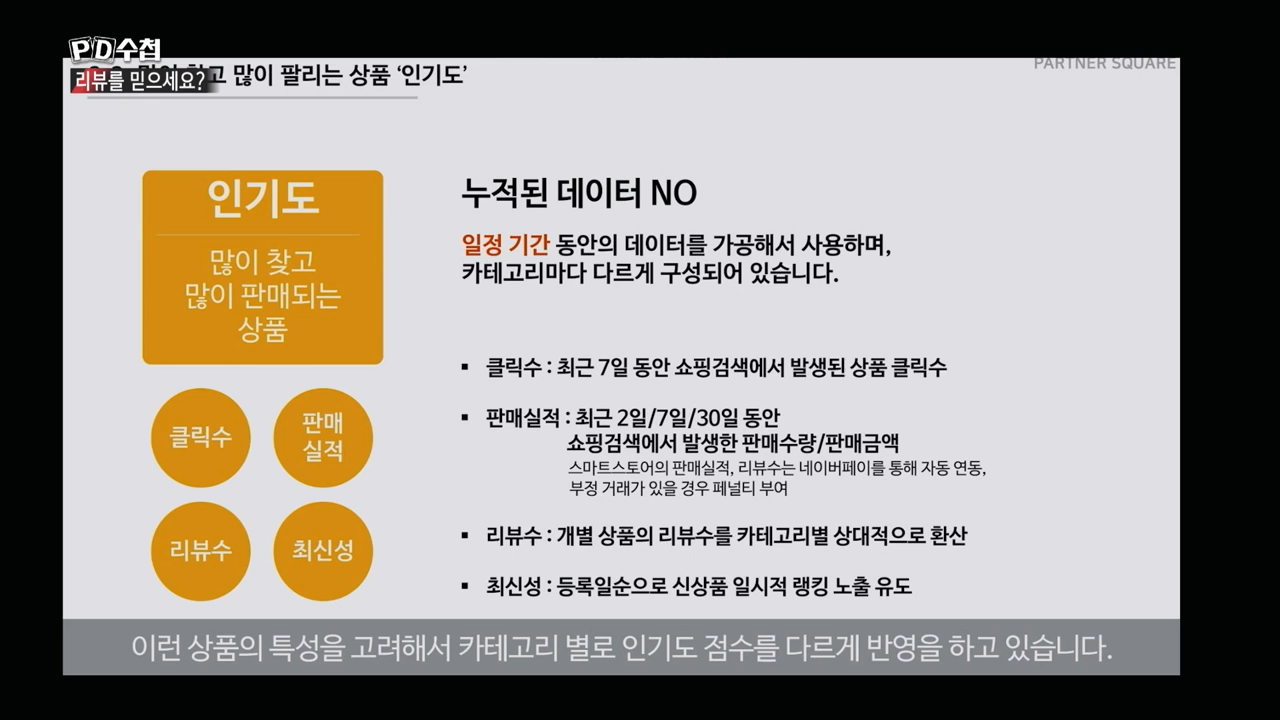 PD수첩
리뷰를 믿으세요?
많이 팔리는 상품 ‘인기도’
PARTNER SQUARE
인기도
많이 찾고
많이 판매되는
상품
클릭수
판매
실적
리뷰수
최신성
누적된 데이터 NO
일정 기간 동안의 데이터를 가공해서 사용하며,
카테고리마다 다르게 구성되어 있습니다.
▪ 클릭수 : 최근 7일 동안 쇼핑검색에서 발생된 상품 클릭수
▪ 판매실적 : 최근 2일/7일/30일 동안
쇼핑검색에서 발생한 판매수량/판매금액
스마트스토어의 판매실적, 리뷰수는 네이버페이를 통해 자동 연동,
부정 거래가 있을 경우 페널티 부여
▪ 리뷰수 : 개별 상품의 리뷰수를 카테고리별 상대적으로 환산
▪ 최신성 : 등록일순으로 신상품 일시적 랭킹 노출 유도
이런 상품의 특성을 고려해서 카테고리 별로 인기도 점수를 다르게 반영을 하고 있습니다.